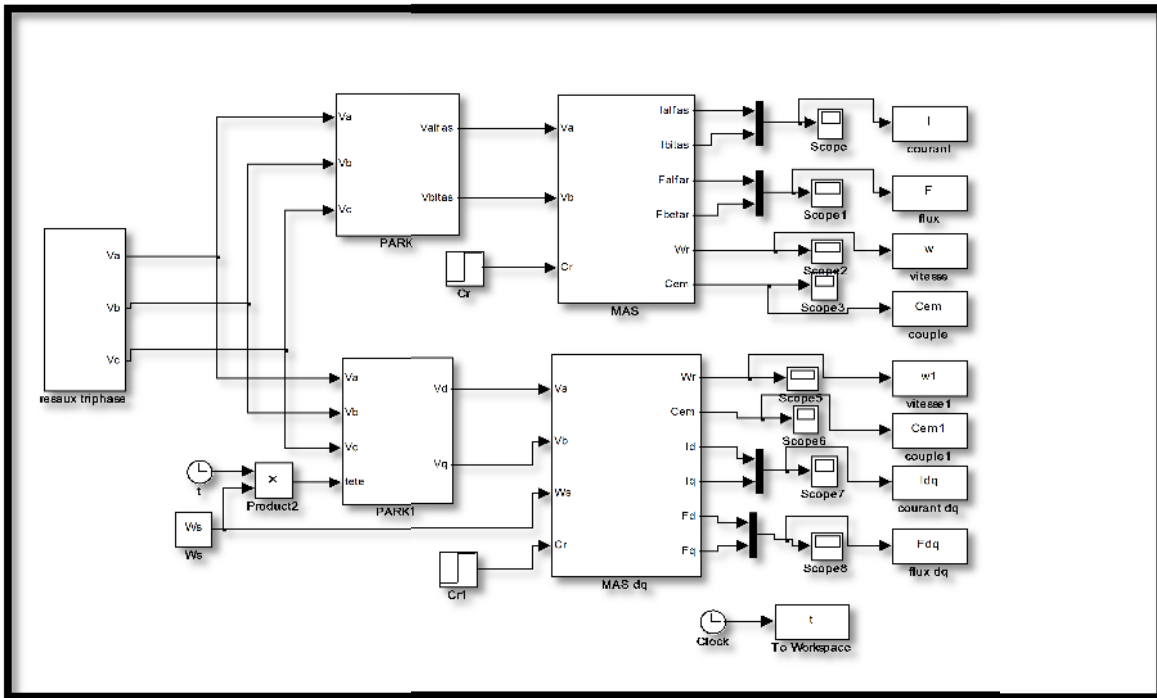 Va
Vb
Vc
resaux triphase
Va
Vb
Vc
Valfas
Vbitas
PARK
Cr
Va
Vb
Cr
Ialfas
Ibitas
Falfar
Fbetar
Wr
Cem
MAS
Scope
Scope1
Scope2
Scope3
I
courant
F
flux
w
vitesse
Cem
couple
t
×
Product2
Ws
Ws
Va
Vb
Vc
tete
Vd
Vq
PARK1
Cr1
Va
Vb
Ws
Cr
Wr
Cem
Id
Iq
Fd
Fq
MAS dq
Scope5
Scope6
Scope7
Scope8
w1
vitesse1
Cem1
couple1
Idq
courant dq
Fdq
flux dq
Clock
t
To Workspace